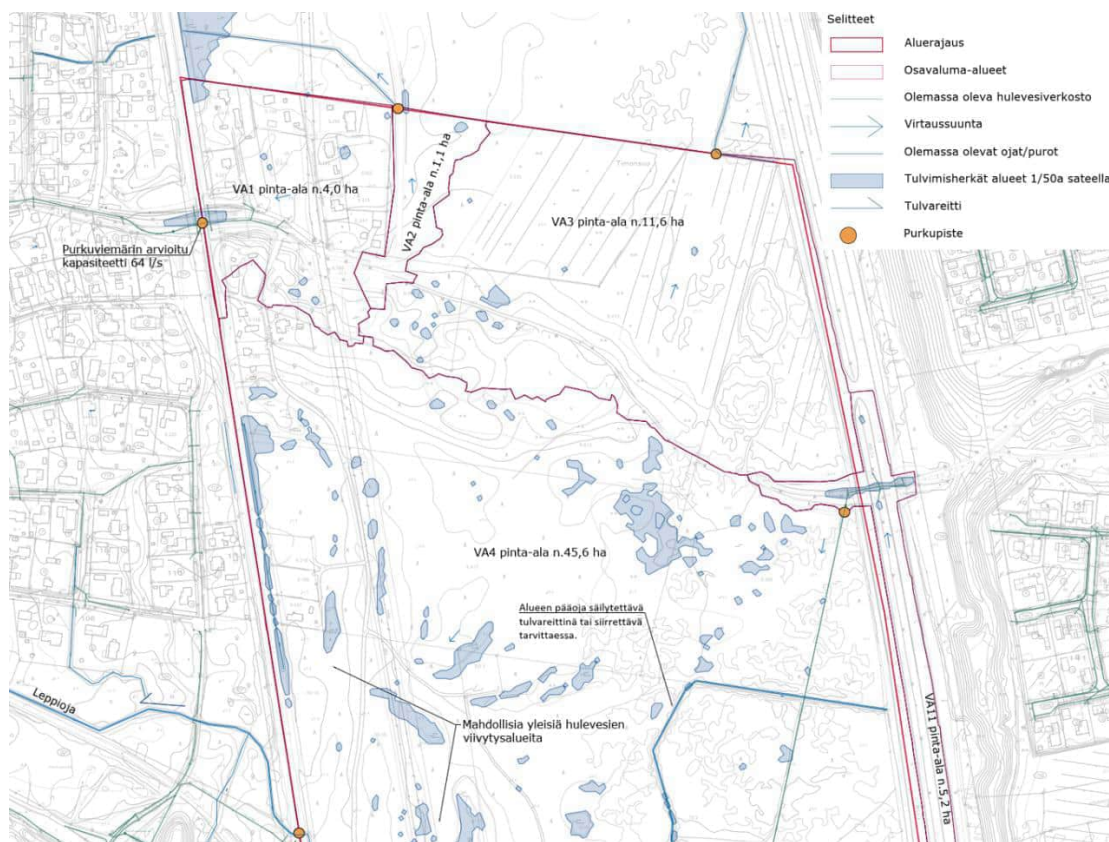 Selitteet
Aluerajaus
Osavaluma-alueet
Olemassa oleva hulevesiverkosto
Virtaussuunta
Olemassa olevat ojat/purot
Tulvimisherkät alueet 1/50a sateella
Tulvareitti
Purkupiste
VA1 pinta-ala n.4,0 ha
VA2 pinta-ala n.1,1 ha
VA3 pinta-ala n.11,6 ha
Purkuviemärin arvioitu
kapasiteetti 64 l/s
VA4 pinta-ala n.45,6 ha
Alueen pääoja säilytettävä
tulvareittinä tai siirrettävä
tarvittaessa.
Leppioja
Mahdollisia yleisiä hulevesien
viivytysalueita
VA11 pinta-ala n.5,2 ha